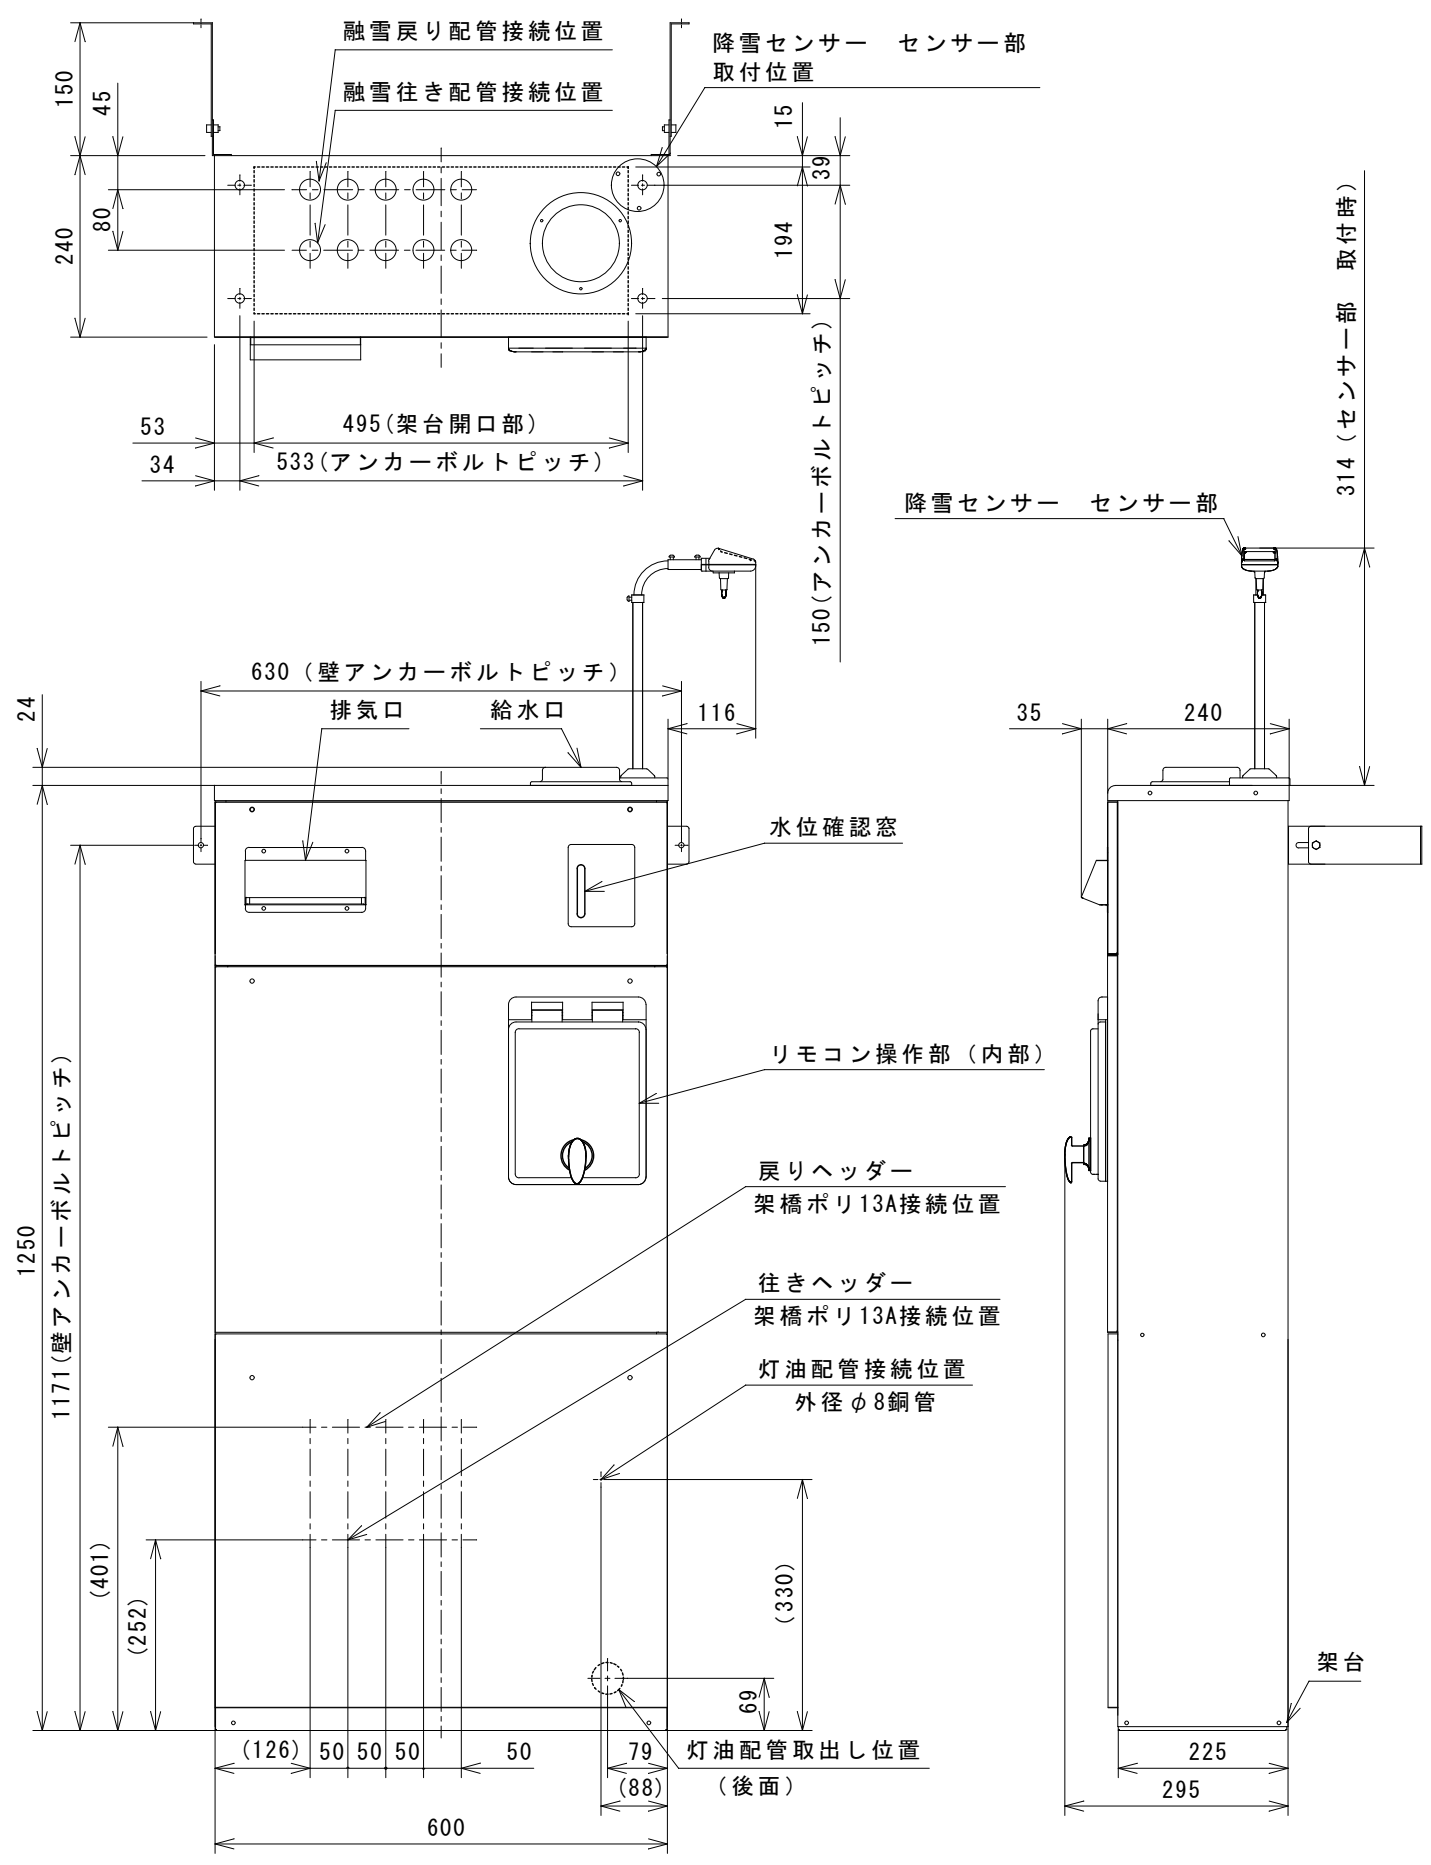 融雪戻り配管接続位置
降雪センサー　センサー部
取付位置
融雪往き配管接続位置
150
45
15
39
80
240
194
314（センサー部　取付時）
53
495(架台開口部)
34
533(アンカーボルトピッチ)
150(アンカーボルトピッチ)
降雪センサー　センサー部
630（壁アンカーボルトピッチ）
24
排気口
給水口
116
35
240
水位確認窓
リモコン操作部（内部）
1250
1171(壁アンカーボルトピッチ)
戻りヘッダー
架橋ポリ13A接続位置
往きヘッダー
架橋ポリ13A接続位置
灯油配管接続位置
外径φ8銅管
(401)
(252)
(330)
69
架台
(126)
50
50
50
50
79
灯油配管取出し位置
（後面）
(88)
225
295
600